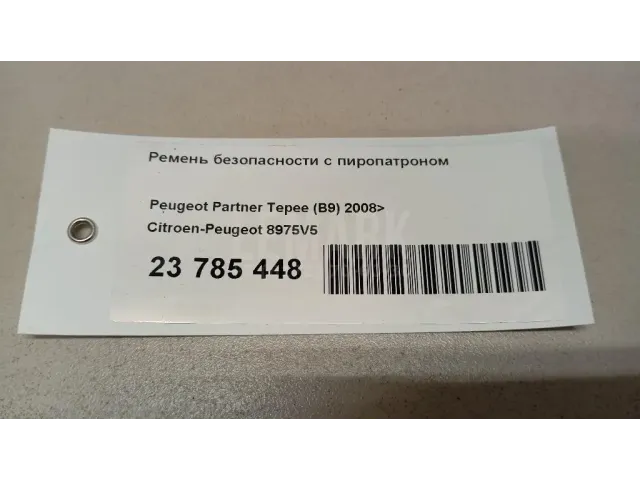 Ремень безопасности с пиропатроном
Peugeot Partner Tepee (B9) 2008>
Citroen-Peugeot 8975V5
23 785 448